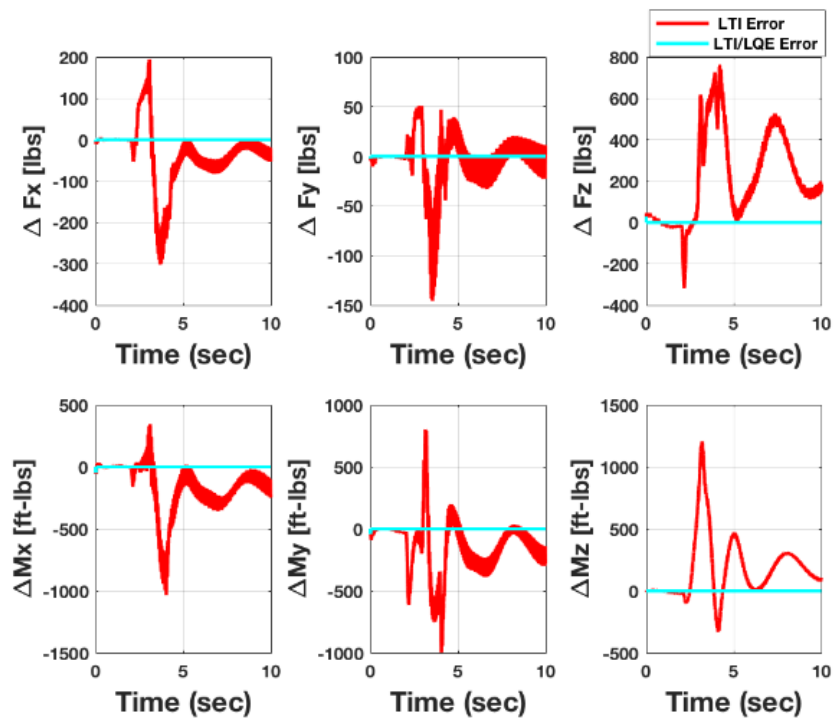 LTI Error
LTI/LQE Error
200
100
0
-100
-200
-300
-400
Δ Fx [lbs]
0 5 10
Time (sec)
100
50
0
-50
-100
-150
Δ Fy [lbs]
0 5 10
Time (sec)
800
600
400
200
0
-200
-400
Δ Fz [lbs]
0 5 10
Time (sec)
500
0
-500
-1000
-1500
ΔMx [ft-lbs]
0 5 10
Time (sec)
1000
500
0
-500
-1000
ΔMy [ft-lbs]
0 5 10
Time (sec)
1500
1000
500
0
-500
ΔMz [ft-lbs]
0 5 10
Time (sec)